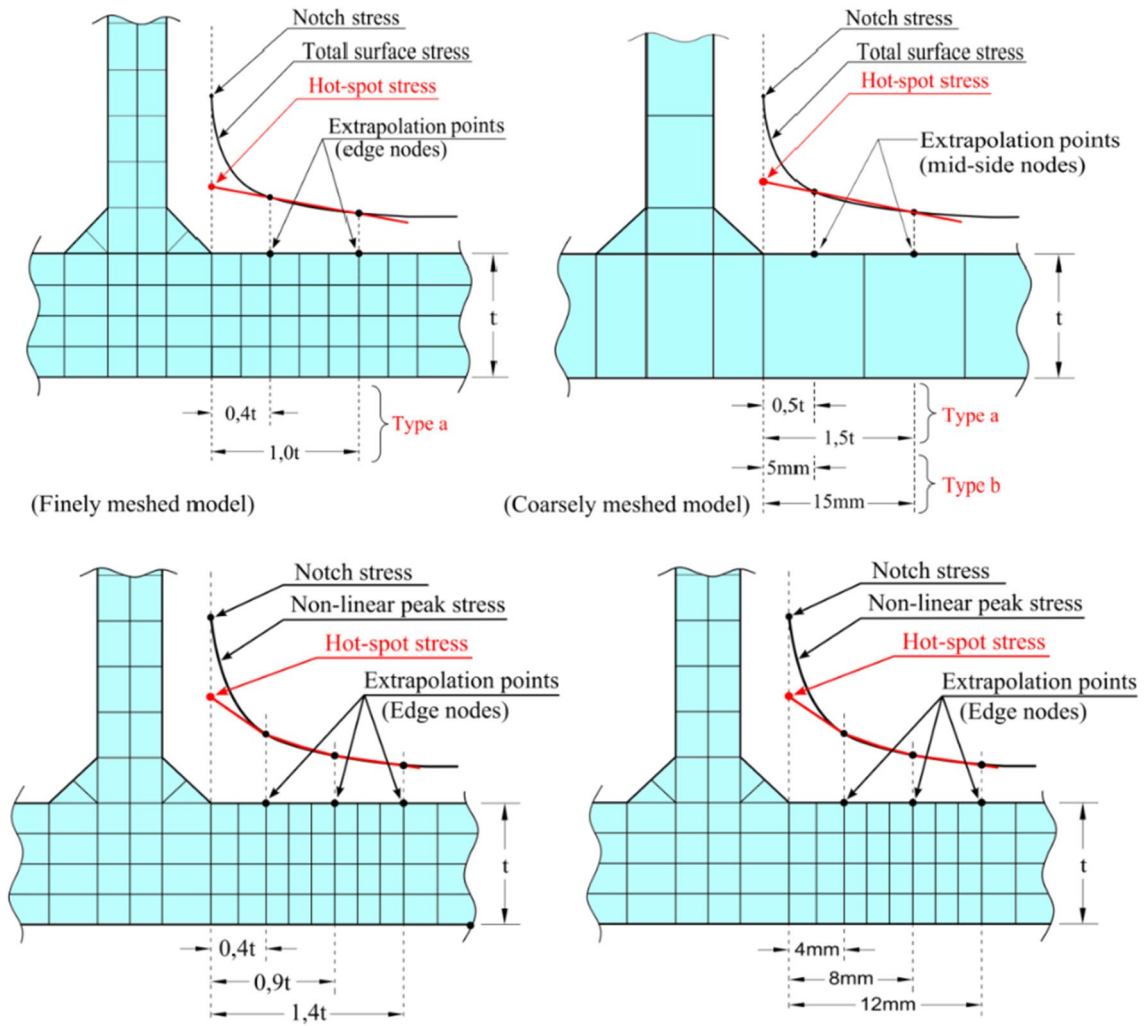 Notch stress
Total surface stress
Hot-spot stress
Extrapolation points
(edge nodes)
t
0,4t
1,0t
Type a
(Finely meshed model)
Notch stress
Total surface stress
Hot-spot stress
Extrapolation points
(mid-side nodes)
t
0,5t
1,5t
Type a
5mm
15mm
Type b
(Coarsely meshed model)
Notch stress
Non-linear peak stress
Hot-spot stress
Extrapolation points
(Edge nodes)
t
0,4t
0,9t
1,4t
Notch stress
Non-linear peak stress
Hot-spot stress
Extrapolation points
(Edge nodes)
t
4mm
8mm
12mm